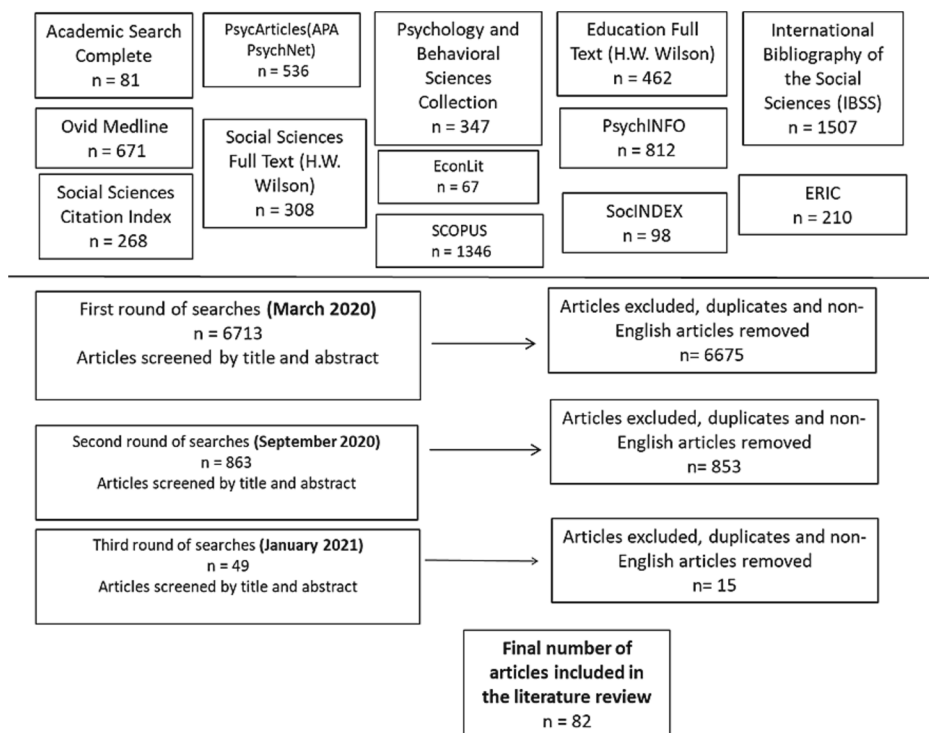 Academic Search
Complete
n = 81
PsycArticles(APA
PsychNet)
n = 536
Psychology and
Behavioral
Sciences
Collection
n = 347
Education Full
Text (H.W. Wilson)
n = 462
International
Bibliography of
the Social
Sciences (IBSS)
n = 1507
Ovid Medline
n = 671
Social Sciences
Full Text (H.W.
Wilson)
n = 308
EconLit
n = 67
PsychINFO
n = 812
Social Sciences
Citation Index
n = 268
SCOPUS
n = 1346
SocINDEX
n = 98
ERIC
n = 210
First round of searches (March 2020)
n = 6713
Articles screened by title and abstract
Articles excluded, duplicates and non-
English articles removed
n= 6675
Second round of searches (September 2020)
n = 863
Articles screened by title and abstract
Articles excluded, duplicates and non-
English articles removed
n= 853
Third round of searches (January 2021)
n = 49
Articles screened by title and abstract
Articles excluded, duplicates and non-
English articles removed
n= 15
Final number of
articles included in
the literature review
n = 82